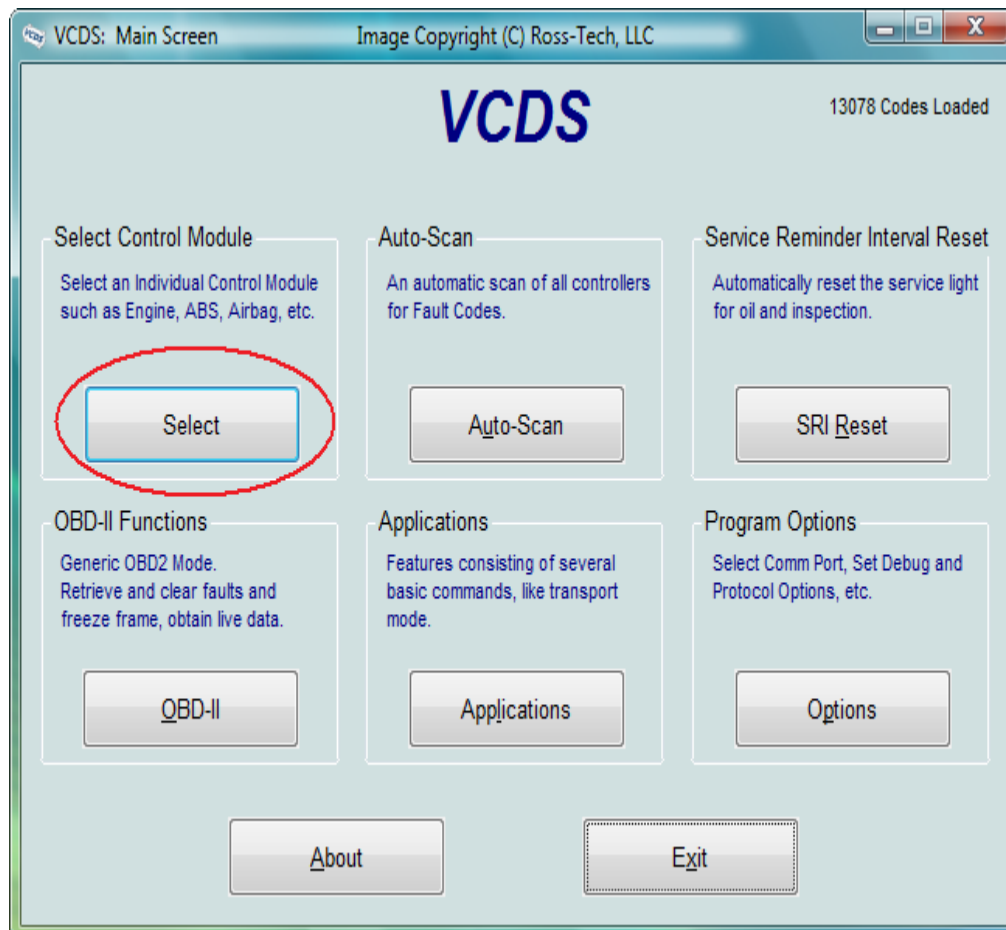 VCDS: Main Screen
Image Copyright (C) Ross-Tech, LLC
VCDS
13078 Codes Loaded
Select Control Module
Select an Individual Control Module
such as Engine, ABS, Airbag, etc.
Select
Auto-Scan
An automatic scan of all controllers
for Fault Codes.
Auto-Scan
Service Reminder Interval Reset
Automatically reset the service light
for oil and inspection.
SRI Reset
OBD-II Functions
Generic OBD2 Mode.
Retrieve and clear faults and
freeze frame, obtain live data.
OBD-II
Applications
Features consisting of several
basic commands, like transport
mode.
Applications
Program Options
Select Comm Port, Set Debug and
Protocol Options, etc.
Options
About
Exit